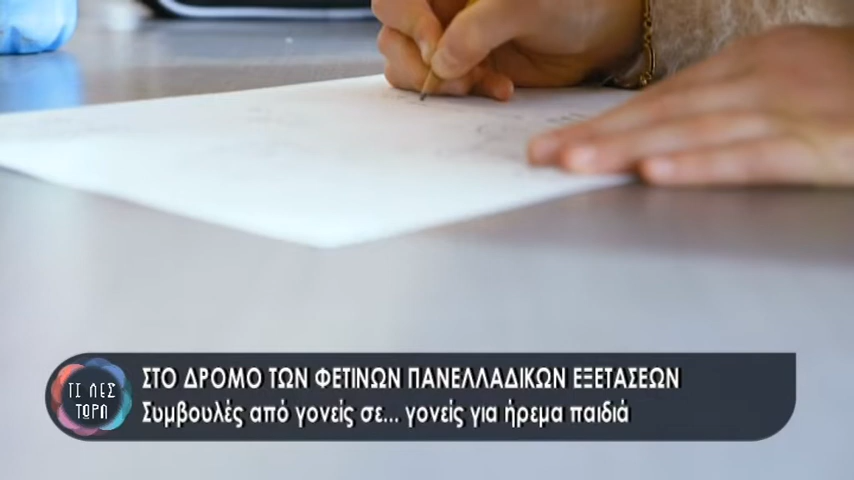 ΣΤΟ ΔΡΟΜΟ ΤΩΝ ΦΕΤΙΝΩΝ ΠΑΝΕΛΛΑΔΙΚΩΝ ΕΞΕΤΑΣΕΩΝ
Συμβουλές από γονείς σε... γονείς για ήρεμα παιδιά
ΤΙ ΛΕΣ
ΤΩΡΑ